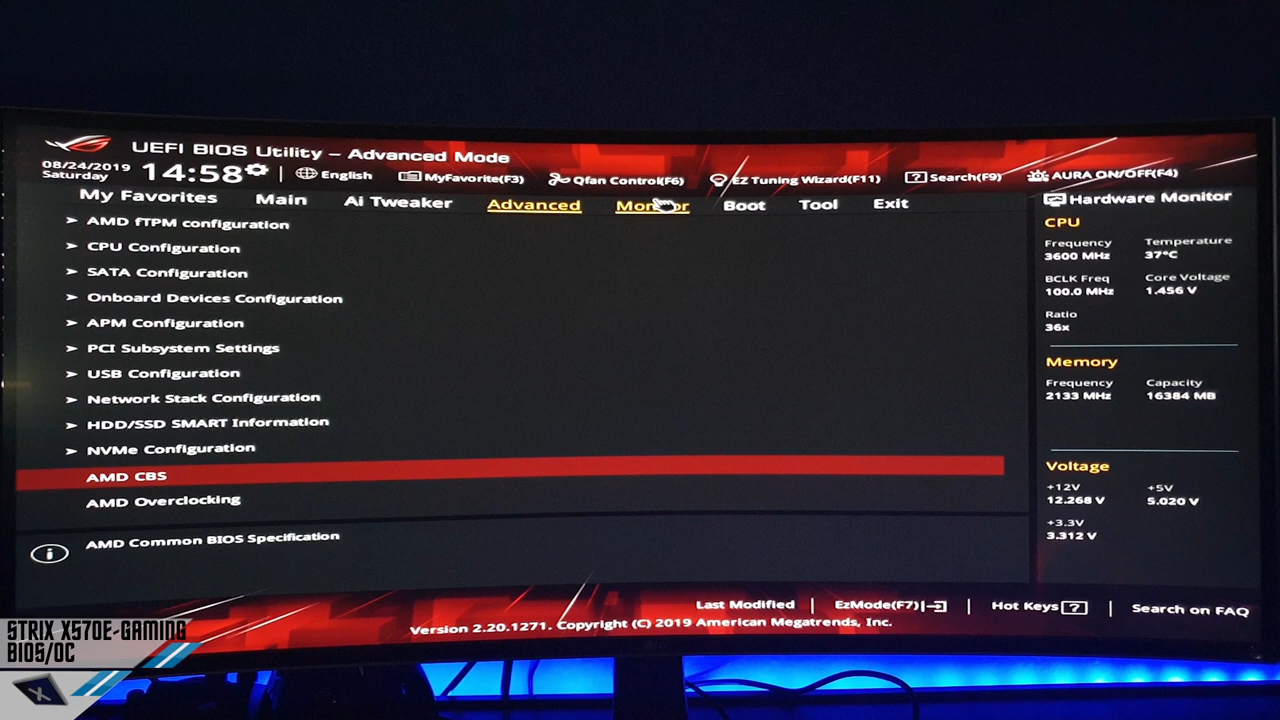 UEFI BIOS Utility – Advanced Mode
08/24/2019
Saturday
14:58
English
MyFavorite(F3)
Qfan Control(F6)
EZ Tuning Wizard(F11)
Search(F9)
AURA ON/OFF(F4)
My Favorites Main Ai Tweaker Advanced Monitor Boot Tool Exit
AMD fTPM configuration
CPU Configuration
SATA Configuration
Onboard Devices Configuration
APM Configuration
PCI Subsystem Settings
USB Configuration
Network Stack Configuration
HDD/SSD SMART Information
NVMe Configuration
AMD CBS
AMD Overclocking
AMD Common BIOS Specification
Hardware Monitor
CPU
Frequency Temperature
3600 MHz 37°C
BCLK Freq Core Voltage
100.0 MHz 1.456 V
Ratio
36x
Memory
Frequency Capacity
2133 MHz 16384 MB
Voltage
+12V +5V
12.268 V 5.020 V
+3.3V
3.312 V
Last Modified EzMode(F7) Hot Keys ? Search on FAQ
Version 2.20.1271. Copyright (C) 2019 American Megatrends, Inc.
STRIX X570E-GAMING
BIOS/OC
X